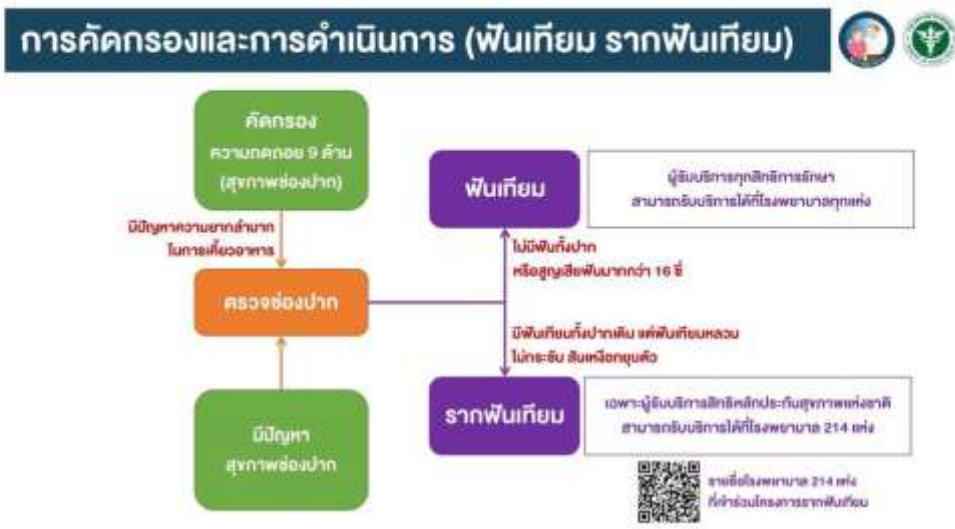 การคัดกรองและการดำเนินการ (ฟันเทียม รากฟันเทียม)
คัดกรอง
ความถดถอย 9 ด้าน
(สุขภาพช่องปาก)
มีปัญหาความยากลำบาก
ในการเคี้ยวอาหาร
ตรวจช่องปาก
มีปัญหา
สุขภาพช่องปาก
ฟันเทียม
ผู้รับบริการทุกสิทธิการรักษา
สามารถรับบริการได้ที่โรงพยาบาลทุกแห่ง
ไม่มีฟันทั้งปาก
หรือสูญเสียฟันมากกว่า 16 ซี่
มีฟันเทียมทั้งปากเดิม แต่ฟันเทียมหลวม
ไม่กระชับ สันเหงือกยุบตัว
รากฟันเทียม
เฉพาะผู้รับบริการสิทธิหลักประกันสุขภาพแห่งชาติ
สามารถรับบริการได้ที่โรงพยาบาล 214 แห่ง
รายชื่อโรงพยาบาล 214 แห่ง
ที่เข้าร่วมโครงการรากฟันเทียม